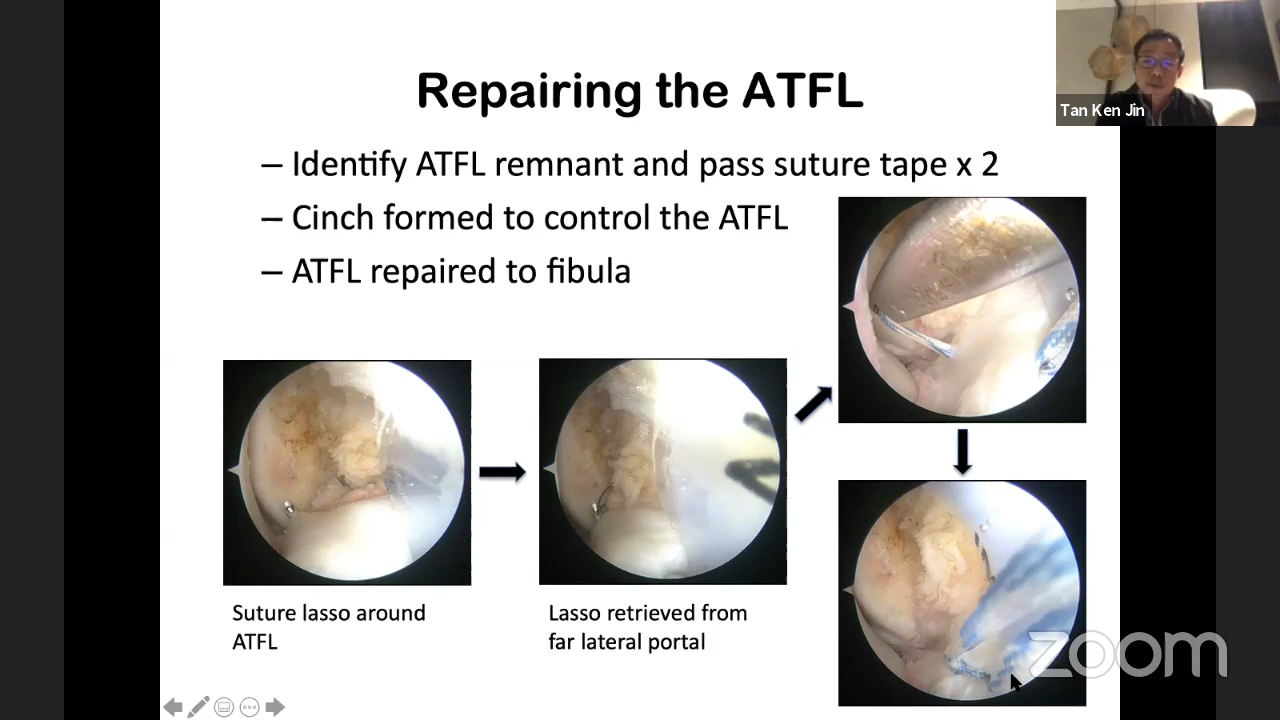 Repairing the ATFL
Tan Ken Jin
– Identify ATFL remnant and pass suture tape x 2
– Cinch formed to control the ATFL
– ATFL repaired to fibula
Suture lasso around
ATFL
Lasso retrieved from
far lateral portal
zoom